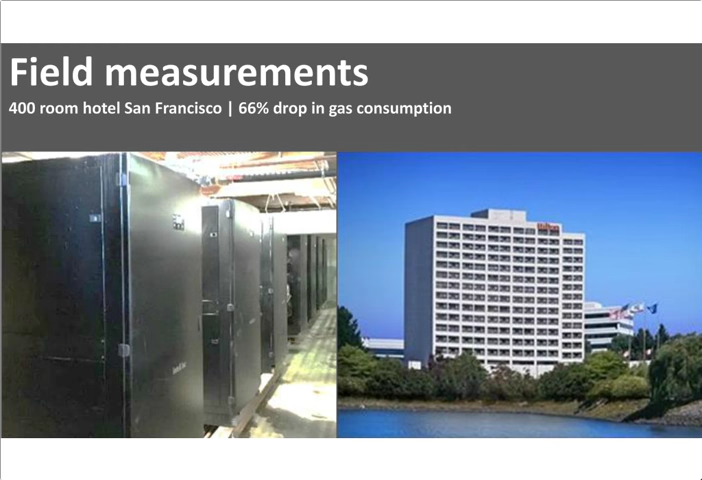 Field measurements
400 room hotel San Francisco | 66% drop in gas consumption